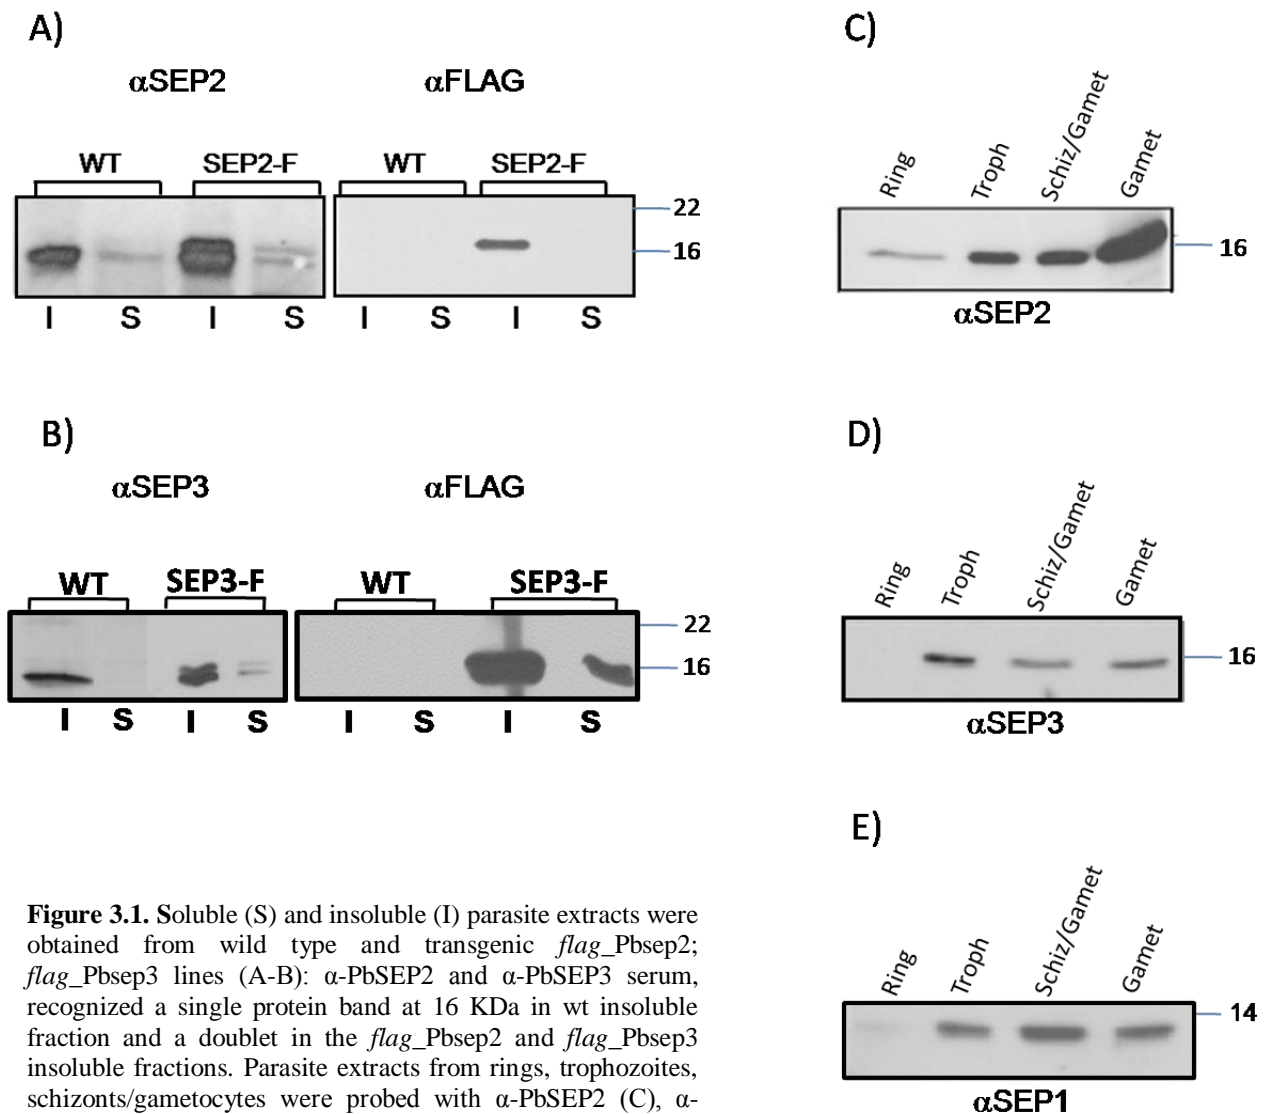 A)
αSEP2 αFLAG
WT SEP2-F WT SEP2-F
22
16
I S I S I S I S
B)
αSEP3 αFLAG
WT SEP3-F WT SEP3-F
22
16
I S I S I S I S
C)
Ring Troph Schiz/Gamet Gamet
16
αSEP2
D)
Ring Troph Schiz/Gamet Gamet
16
αSEP3
E)
Ring Troph Schiz/Gamet Gamet
14
αSEP1
Figure 3.1. Soluble (S) and insoluble (I) parasite extracts were
obtained from wild type and transgenic flag_Pbsep2;
flag_Pbsep3 lines (A-B): α-PbSEP2 and α-PbSEP3 serum,
recognized a single protein band at 16 KDa in wt insoluble
fraction and a doublet in the flag_Pbsep2 and flag_Pbsep3
insoluble fractions. Parasite extracts from rings, trophozoites,
schizonts/gametocytes were probed with α-PbSEP2 (C), α-